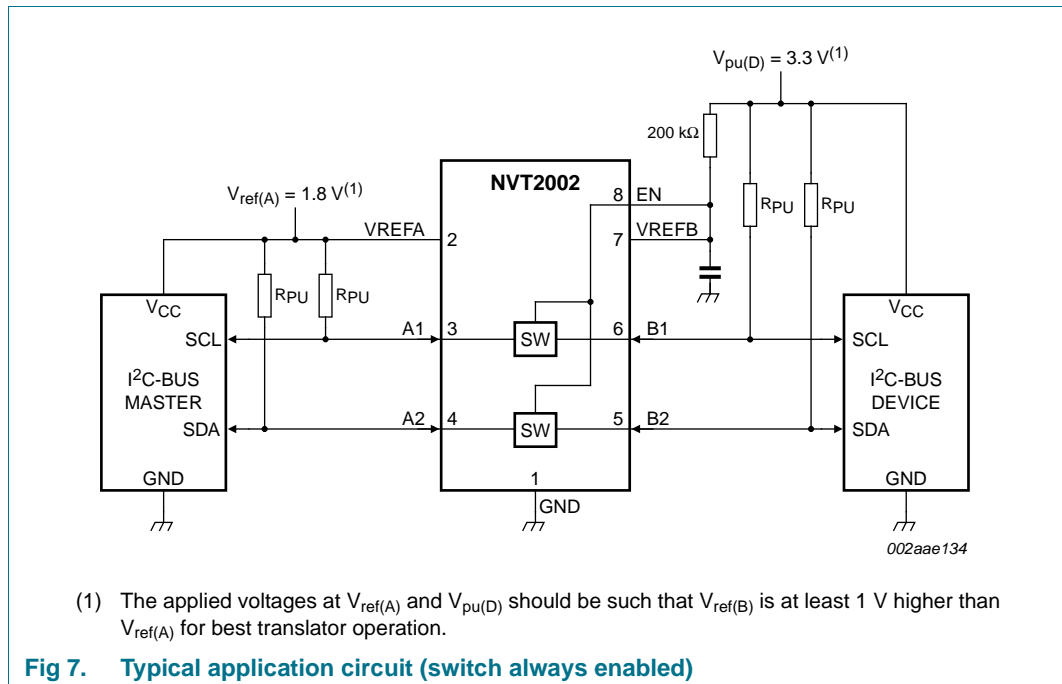 Vpu(D) = 3.3 V(1)
200 kΩ
NVT2002
8 EN
RPU RPU
Vref(A) = 1.8 V(1)
VREFA 2
7 VREFB
RPU RPU
VCC
VCC
SCL A1 3 SW 6 B1 SCL
I2C-BUS
MASTER
I2C-BUS
DEVICE
SDA A2 4 SW 5 B2 SDA
GND
1
GND
GND
002aae134
(1) The applied voltages at Vref(A) and Vpu(D) should be such that Vref(B) is at least 1 V higher than
Vref(A) for best translator operation.
Fig 7. Typical application circuit (switch always enabled)